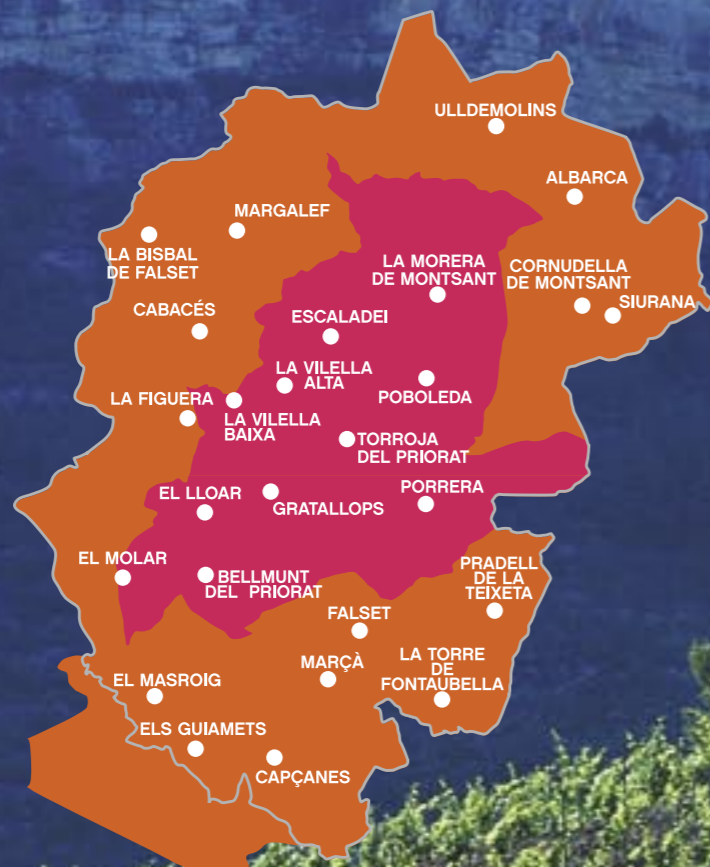 ULLDEMOLINS
ALBARCA
MARGALEF
LA BISBAL
DE FALSET
LA MORERA
DE MONTSANT
CORNUDELLA
DE MONTSANT
SIURANA
CABACÉS
ESCALADEI
LA VILELLA
ALTA
POBOLEDA
LA FIGUERA
LA VILELLA
BAIXA
TORROJA
DEL PRIORAT
EL LLOAR
GRATALLOPS
PORRERA
EL MOLAR
BELLMUNT
DEL PRIORAT
PRADELL
DE LA
TEIXETA
FALSET
MARÇÀ
LA TORRE
DE
FONTAUBELLA
EL MASROIG
ELS GUIAMETS
CAPÇANES